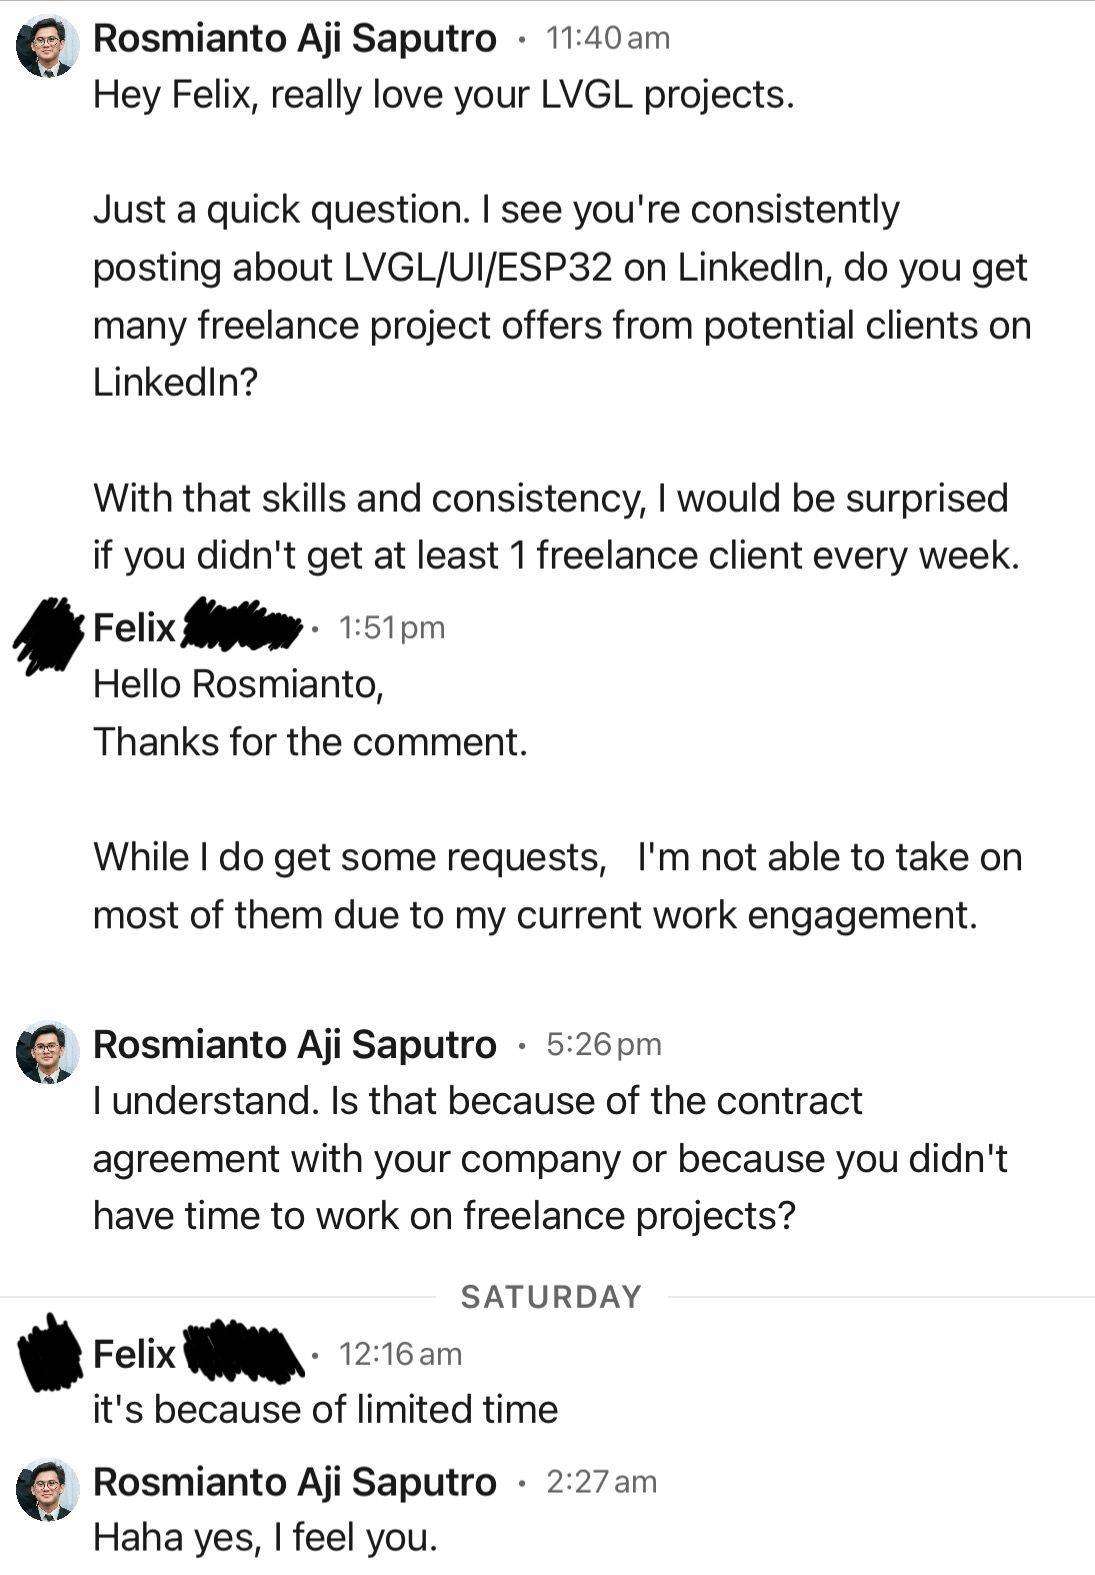 Rosmianto Aji Saputro · 11:40 am
Hey Felix, really love your LVGL projects.
Just a quick question. I see you're consistently
posting about LVGL/UI/ESP32 on LinkedIn, do you get
many freelance project offers from potential clients on
LinkedIn?
With that skills and consistency, I would be surprised
if you didn't get at least 1 freelance client every week.
Felix · 1:51 pm
Hello Rosmianto,
Thanks for the comment.
While I do get some requests,   I'm not able to take on
most of them due to my current work engagement.
Rosmianto Aji Saputro · 5:26 pm
I understand. Is that because of the contract
agreement with your company or because you didn't
have time to work on freelance projects?
SATURDAY
Felix · 12:16 am
it's because of limited time
Rosmianto Aji Saputro · 2:27 am
Haha yes, I feel you.